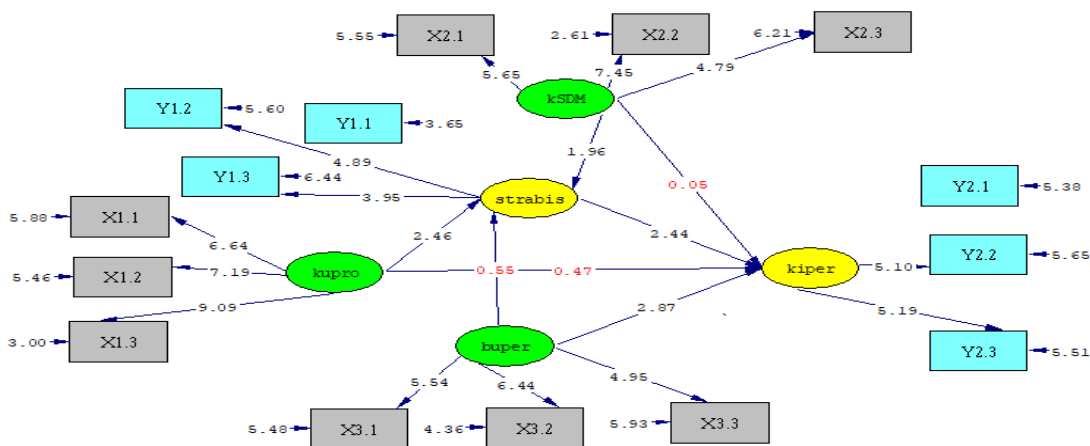 5.55 X2.1
2.61 X2.2
6.21 X2.3
5.65
7.45
4.79
kSDM
Y1.2 5.60
Y1.1 3.65
4.89
1.96
Y1.3 6.44
3.95
strabis
0.05
Y2.1 5.38
5.88 X1.1
6.64
2.46
2.44
Y2.2 5.65
5.46 X1.2
7.19
kupro
0.55
0.47
kiper
5.10
9.09
2.87
5.19
3.00 X1.3
buper
Y2.3 5.51
5.54
6.44
4.95
5.48 X3.1
4.36 X3.2
5.93 X3.3